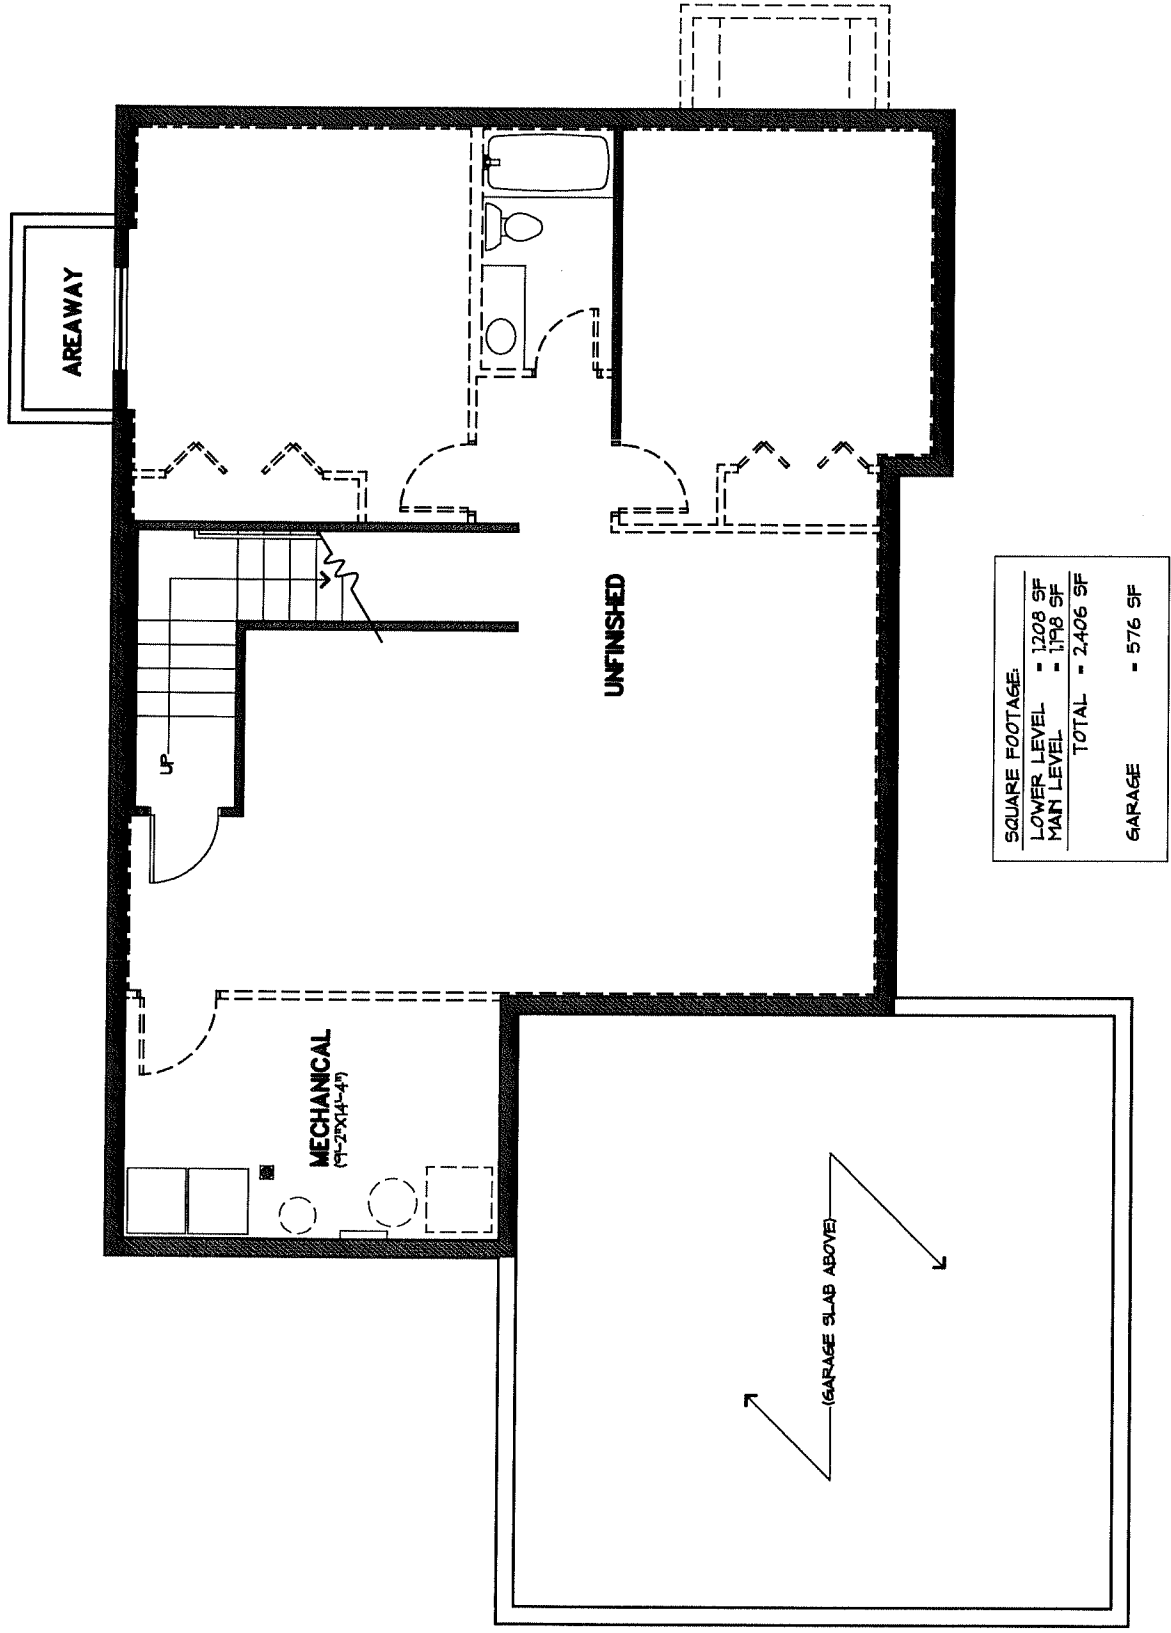 AREAWAY
UP
UNFINISHED
MECHANICAL
(9'-2"X14'-4")
(GARAGE SLAB ABOVE)
SQUARE FOOTAGE:
LOWER LEVEL = 1,208 SF
MAIN LEVEL = 1,198 SF
TOTAL = 2,406 SF
GARAGE = 576 SF